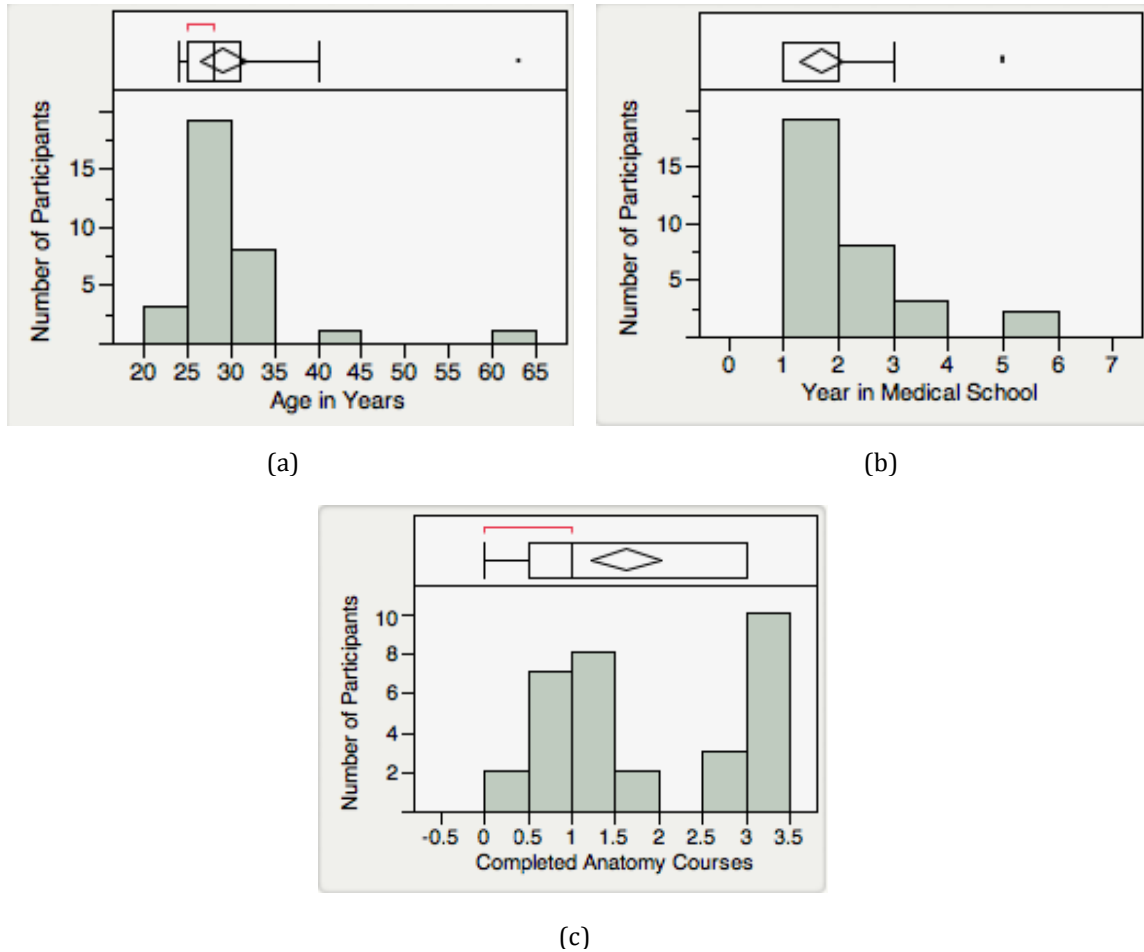 Number of Participants
15
10
5
20 25 30 35 40 45 50 55 60 65
Age in Years
(a)
Number of Participants
15
10
5
0 1 2 3 4 5 6 7
Year in Medical School
(b)
Number of Participants
10
8
6
4
2
-0.5 0 0.5 1 1.5 2 2.5 3 3.5
Completed Anatomy Courses
(c)